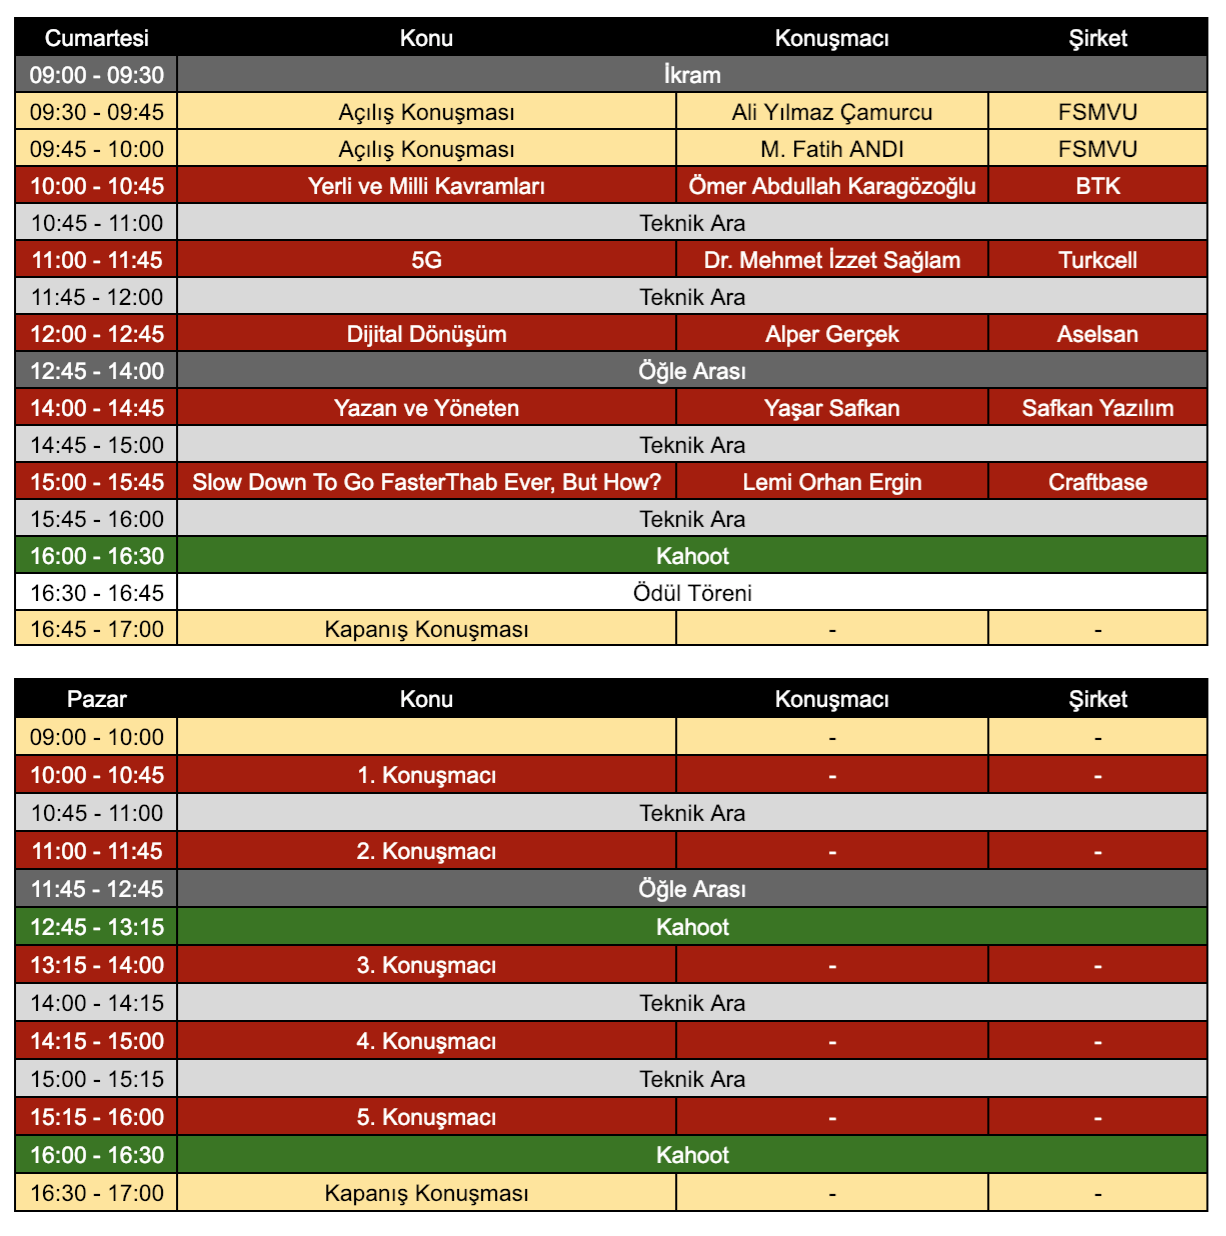 Cumartesi Konu Konuşmacı Şirket
09:00 - 09:30 İkram
09:30 - 09:45 Açılış Konuşması Ali Yılmaz Çamurcu FSMVU
09:45 - 10:00 Açılış Konuşması M. Fatih ANDI FSMVU
10:00 - 10:45 Yerli ve Milli Kavramları Ömer Abdullah Karagözoğlu BTK
10:45 - 11:00 Teknik Ara
11:00 - 11:45 5G Dr. Mehmet İzzet Sağlam Turkcell
11:45 - 12:00 Teknik Ara
12:00 - 12:45 Dijital Dönüşüm Alper Gerçek Aselsan
12:45 - 14:00 Öğle Arası
14:00 - 14:45 Yazan ve Yöneten Yaşar Safkan Safkan Yazılım
14:45 - 15:00 Teknik Ara
15:00 - 15:45 Slow Down To Go FasterThab Ever, But How? Lemi Orhan Ergin Craftbase
15:45 - 16:00 Teknik Ara
16:00 - 16:30 Kahoot
16:30 - 16:45 Ödül Töreni
16:45 - 17:00 Kapanış Konuşması - -
Pazar Konu Konuşmacı Şirket
09:00 - 10:00 - -
10:00 - 10:45 1. Konuşmacı - -
10:45 - 11:00 Teknik Ara
11:00 - 11:45 2. Konuşmacı - -
11:45 - 12:45 Öğle Arası
12:45 - 13:15 Kahoot
13:15 - 14:00 3. Konuşmacı - -
14:00 - 14:15 Teknik Ara
14:15 - 15:00 4. Konuşmacı - -
15:00 - 15:15 Teknik Ara
15:15 - 16:00 5. Konuşmacı - -
16:00 - 16:30 Kahoot
16:30 - 17:00 Kapanış Konuşması - -